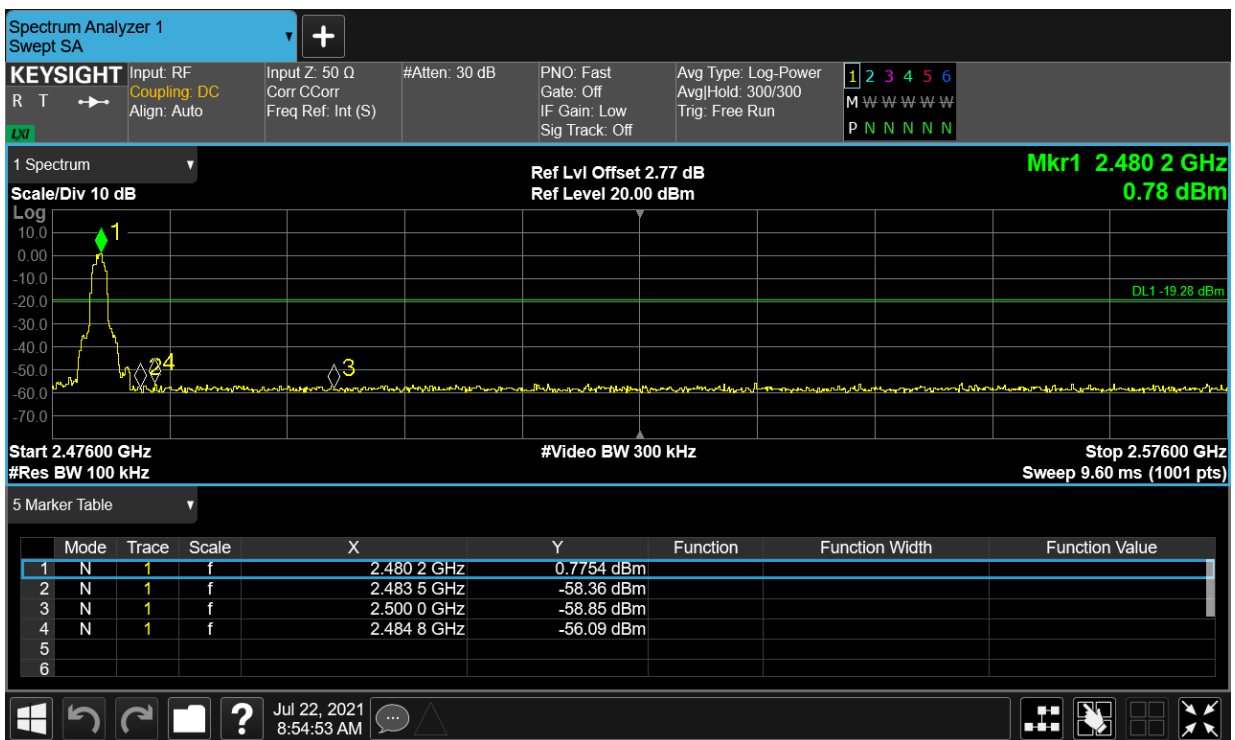 Spectrum Analyzer 1
Swept SA
+
KEYSIGHT
R T
LXI
Input: RF
Coupling: DC
Align: Auto
Input Z: 50 Ω
Corr CCorr
Freq Ref: Int (S)
#Atten: 30 dB
PNO: Fast
Gate: Off
IF Gain: Low
Sig Track: Off
Avg Type: Log-Power
Avg|Hold: 300/300
Trig: Free Run
1 2 3 4 5 6
M W W W W W
P N N N N N
1 Spectrum
Scale/Div 10 dB
Ref Lvl Offset 2.77 dB
Ref Level 20.00 dBm
Mkr1 2.480 2 GHz
0.78 dBm
Log
10.0
0.00
-10.0
-20.0
-30.0
-40.0
-50.0
-60.0
-70.0
1
2
4
3
DL1 -19.28 dBm
Start 2.47600 GHz
#Video BW 300 kHz
Stop 2.57600 GHz
#Res BW 100 kHz
Sweep 9.60 ms (1001 pts)
5 Marker Table
Mode Trace Scale X Y Function Function Width Function Value
1 N 1 f 2.480 2 GHz 0.7754 dBm
2 N 1 f 2.483 5 GHz -58.36 dBm
3 N 1 f 2.500 0 GHz -58.85 dBm
4 N 1 f 2.484 8 GHz -56.09 dBm
5
6
?
Jul 22, 2021
8:54:53 AM